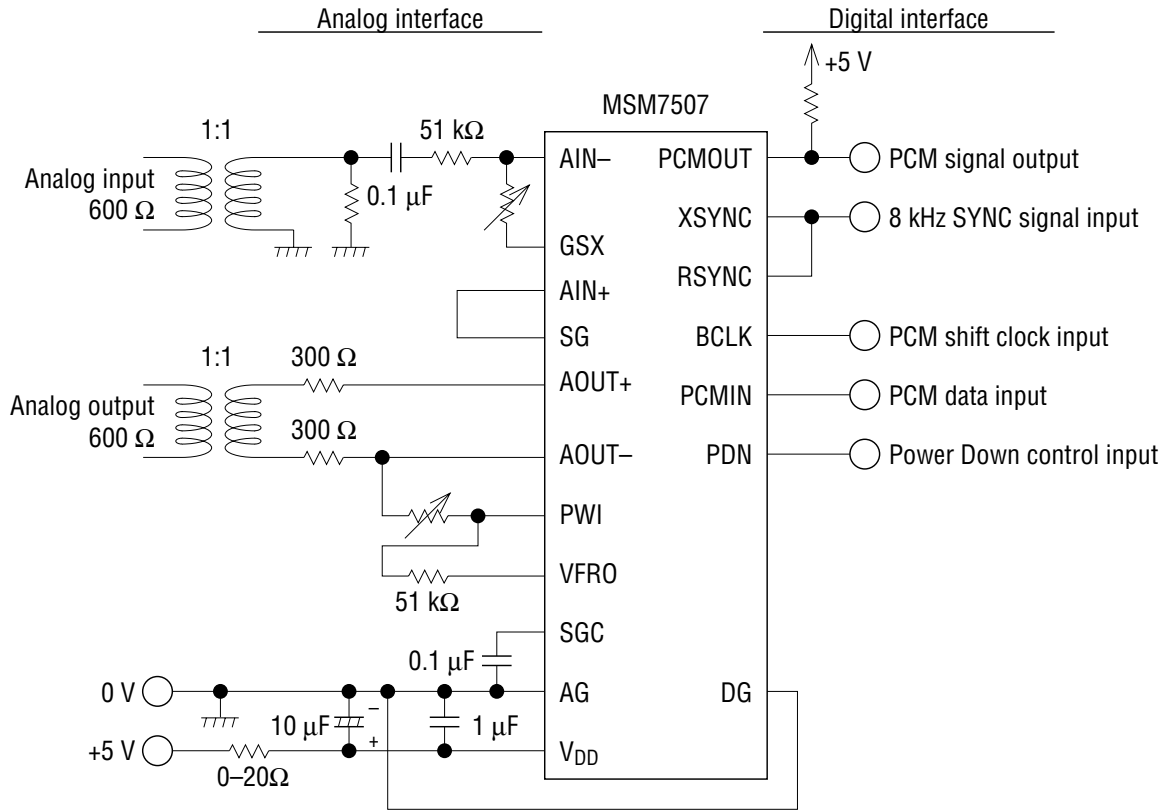 Analog interface
Digital interface
+5 V
MSM7507
1:1
51 kΩ
Analog input
600 Ω
0.1 μF
AIN–
GSX
AIN+
SG
1:1
300 Ω
Analog output
600 Ω
300 Ω
AOUT+
AOUT–
PWI
VFRO
51 kΩ
SGC
0.1 μF
0 V
AG
10 μF
–
+
1 μF
+5 V
0–20Ω
VDD
PCMOUT
PCM signal output
XSYNC
8 kHz SYNC signal input
RSYNC
BCLK
PCM shift clock input
PCMIN
PCM data input
PDN
Power Down control input
DG